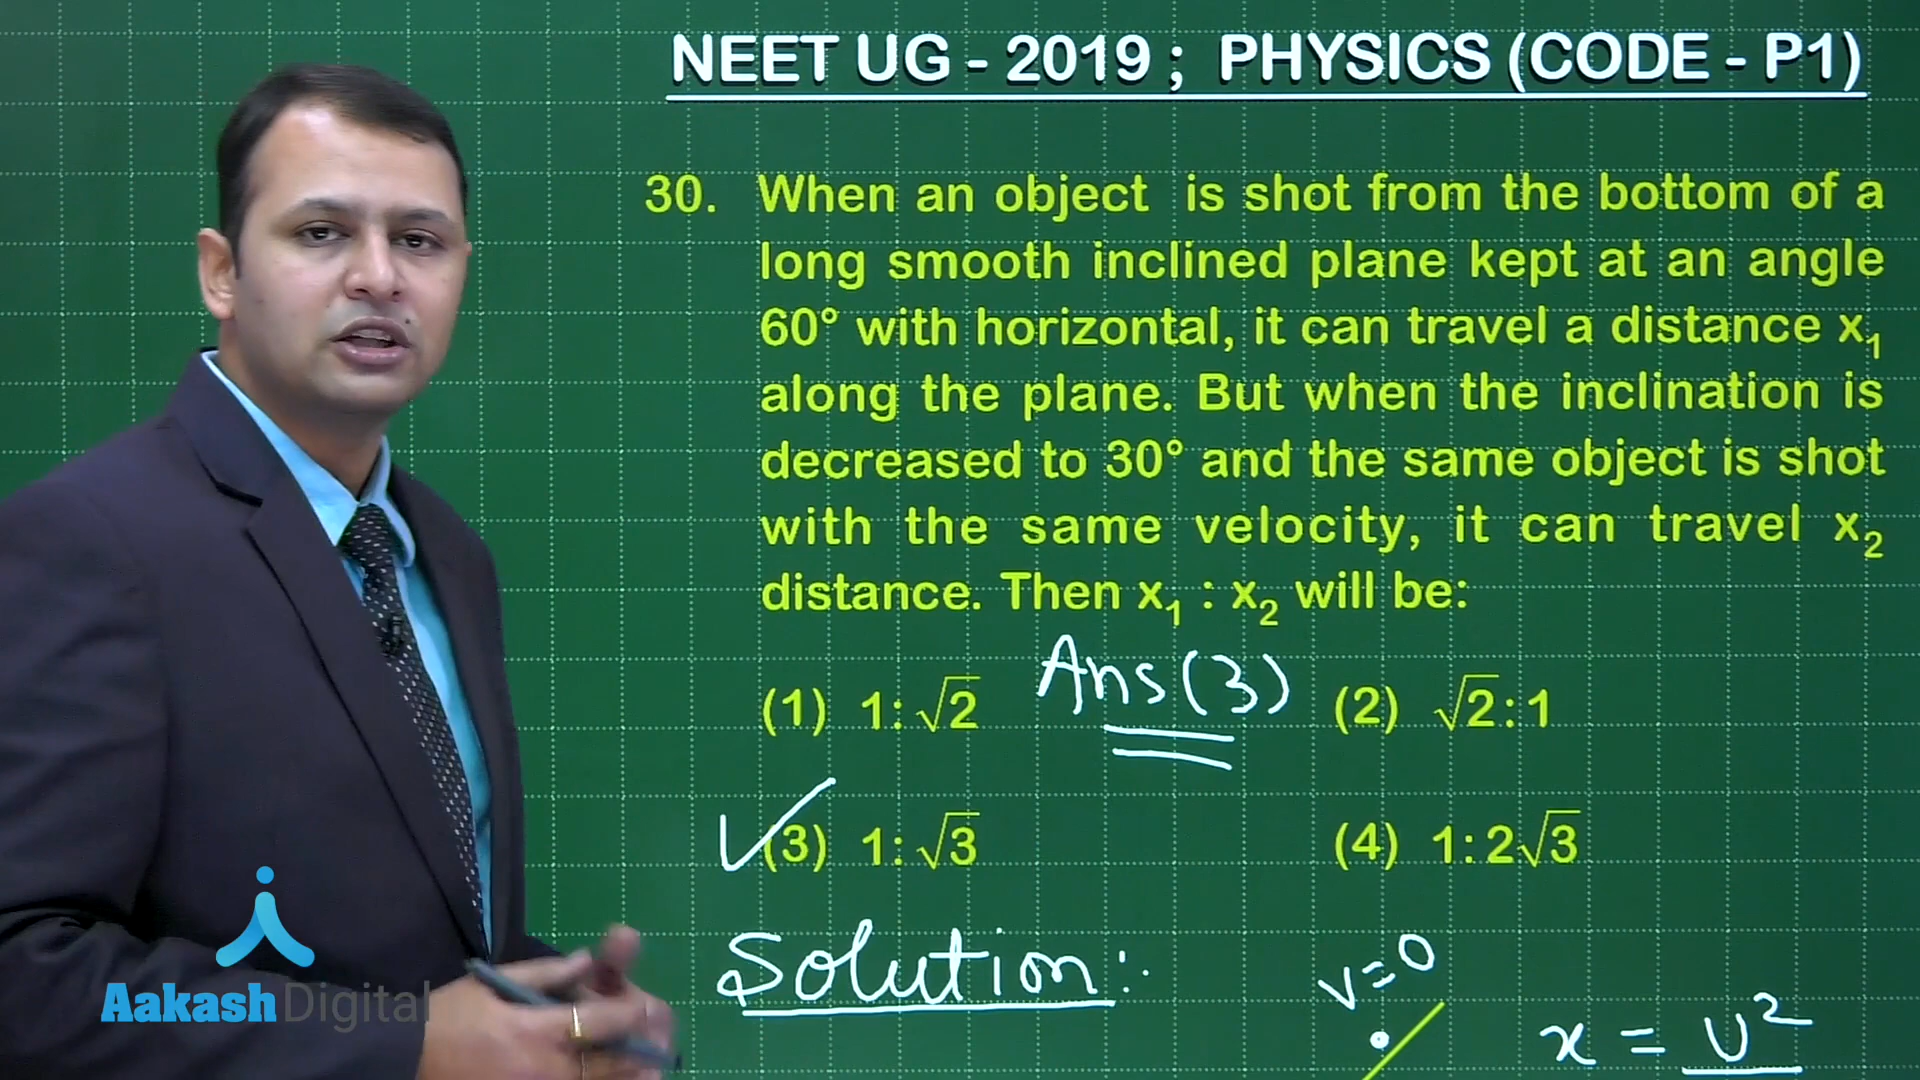 NEET UG - 2019 ; PHYSICS (CODE - P1)
30. When an object is shot from the bottom of a
long smooth inclined plane kept at an angle
60° with horizontal, it can travel a distance x₁
along the plane. But when the inclination is
decreased to 30° and the same object is shot
with the same velocity, it can travel x₂
distance. Then x₁ : x₂ will be:
Ans (3)
(1) 1:√2 (2) √2:1
(3) 1:√3 (4) 1:2√3
Solution:
v=0
x = u²
Aakash Digital